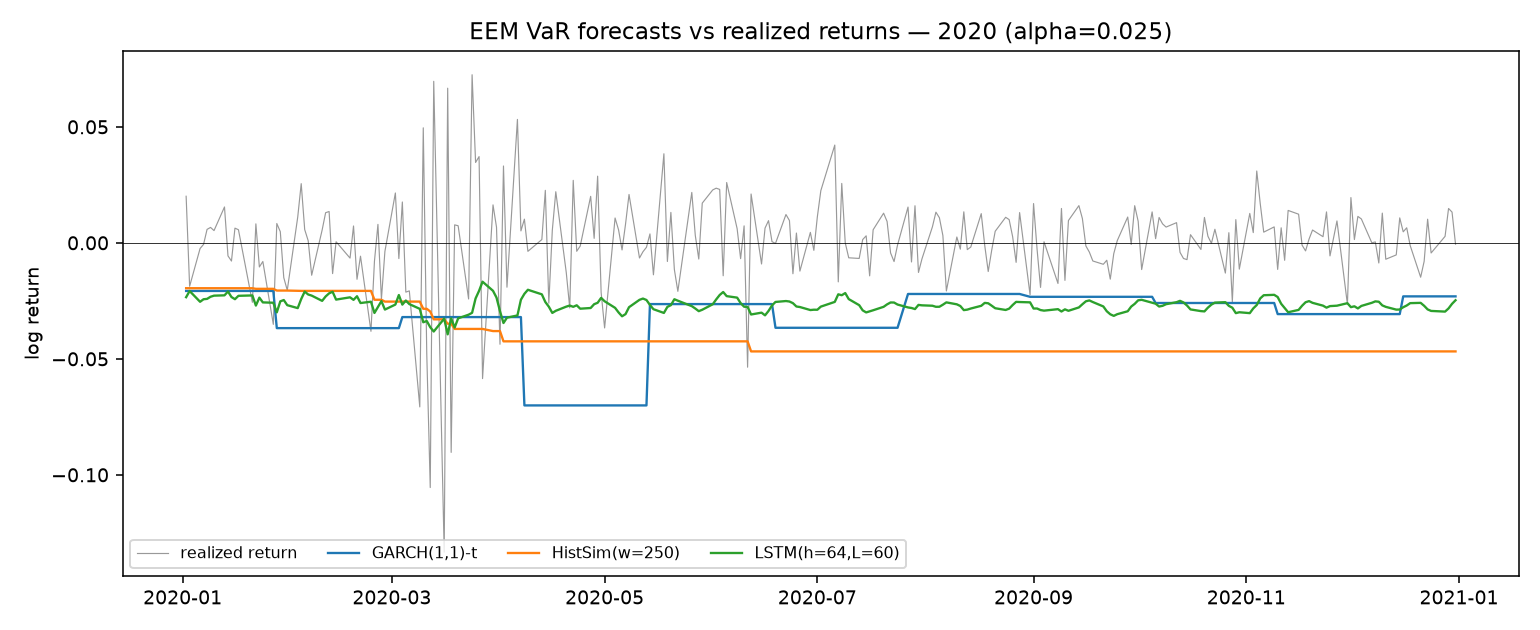 EEM VaR forecasts vs realized returns — 2020 (alpha=0.025)
log return
0.05
0.00
−0.05
−0.10
realized return GARCH(1,1)-t HistSim(w=250) LSTM(h=64,L=60)
2020-01 2020-03 2020-05 2020-07 2020-09 2020-11 2021-01